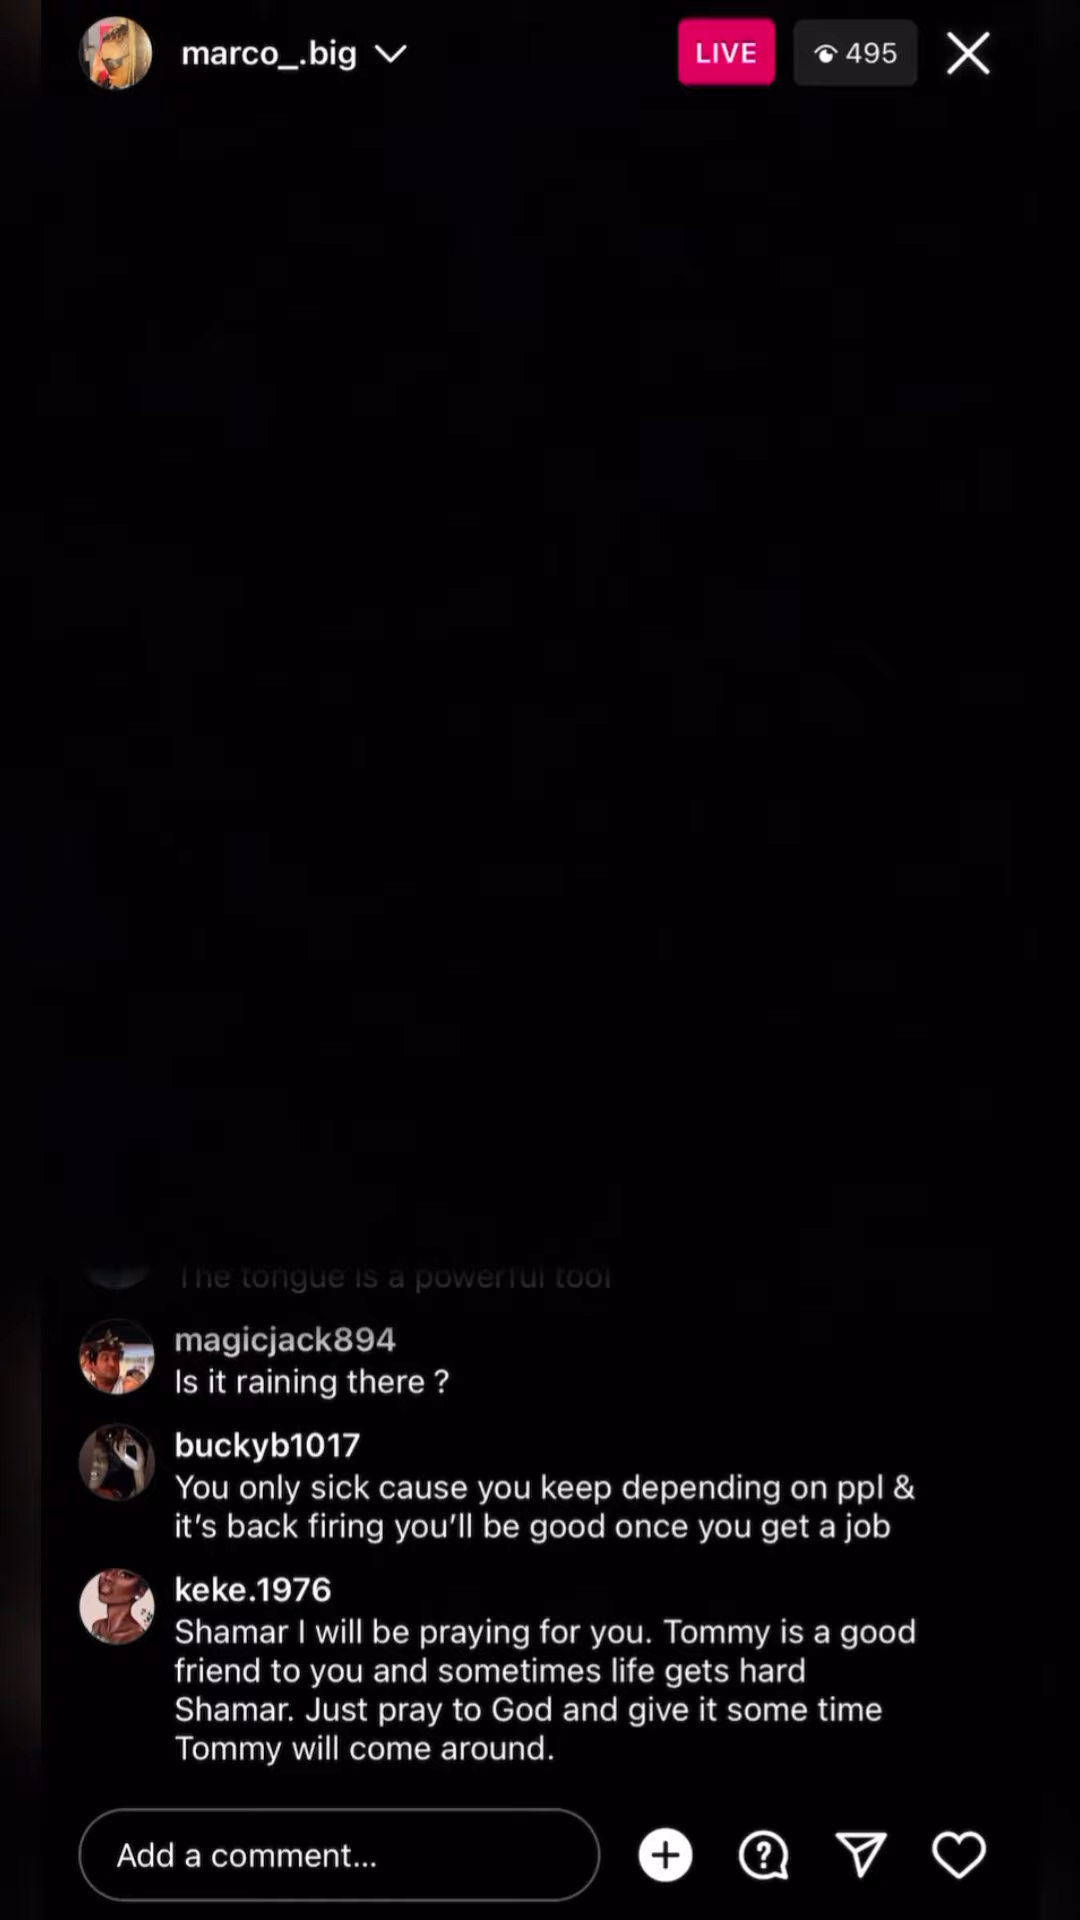 marco_.big
LIVE
495
The tongue is a powerful tool
magicjack894
Is it raining there ?
buckyb1017
You only sick cause you keep depending on ppl &
it’s back firing you’ll be good once you get a job
keke.1976
Shamar I will be praying for you. Tommy is a good
friend to you and sometimes life gets hard
Shamar. Just pray to God and give it some time
Tommy will come around.
Add a comment...